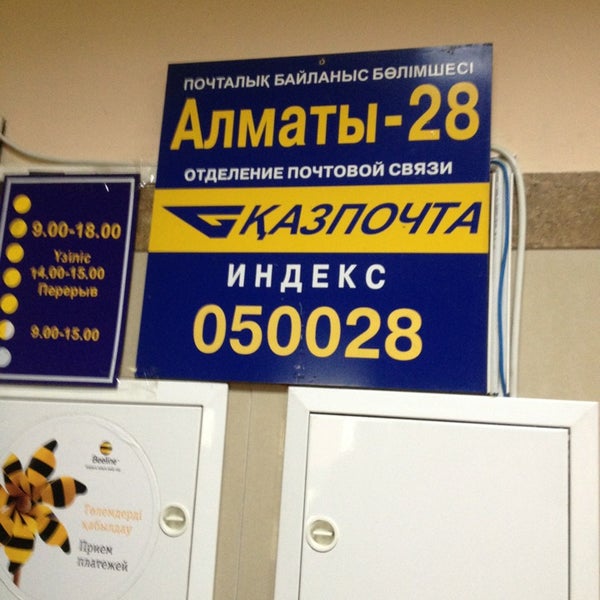 ПОЧТАЛЫҚ БАЙЛАНЫС БӨЛІМШЕСІ
Алматы-28
ОТДЕЛЕНИЕ ПОЧТОВОЙ СВЯЗИ
ҚАЗПОЧТА
ИНДЕКС
050028
9.00-18.00
Үзіліс
14.00-15.00
Перерыв
9.00-15.00
Beeline
Төлемдерді
қабылдау
Прием
платежей